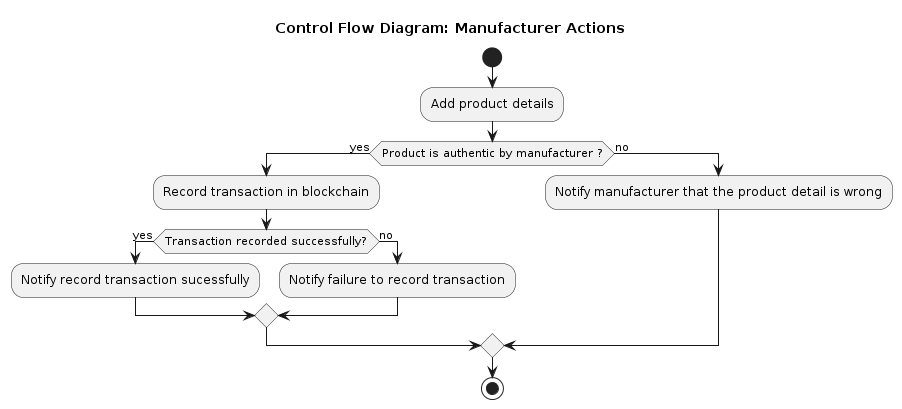 Control Flow Diagram: Manufacturer Actions
Add product details
yes
Product is authentic by manufacturer ?
no
Record transaction in blockchain
Notify manufacturer that the product detail is wrong
yes
Transaction recorded successfully?
no
Notify record transaction sucessfully
Notify failure to record transaction